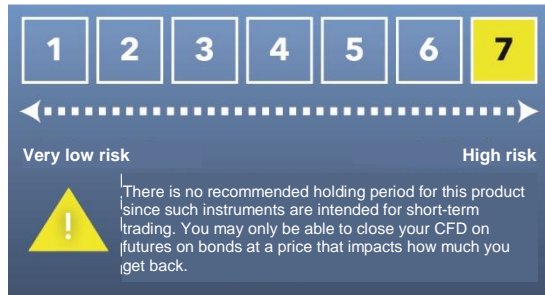 1 2 3 4 5 6 7
Very low risk High risk
!
There is no recommended holding period for this product
since such instruments are intended for short-term
trading. You may only be able to close your CFD on
futures on bonds at a price that impacts how much you
get back.